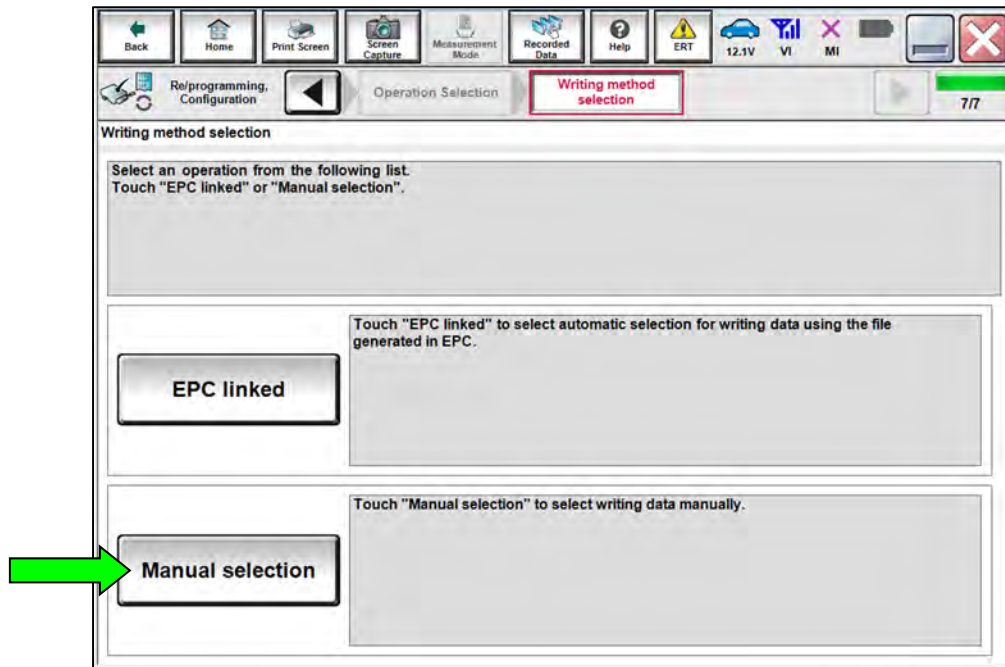 Back
Home
Print Screen
Screen
Capture
Measurement
Mode
Recorded
Data
Help
ERT
12.1V
VI
MI
Re/programming,
Configuration
Operation Selection
Writing method
selection
7/7
Writing method selection
Select an operation from the following list.
Touch "EPC linked" or "Manual selection".
EPC linked
Touch "EPC linked" to select automatic selection for writing data using the file
generated in EPC.
Manual selection
Touch "Manual selection" to select writing data manually.